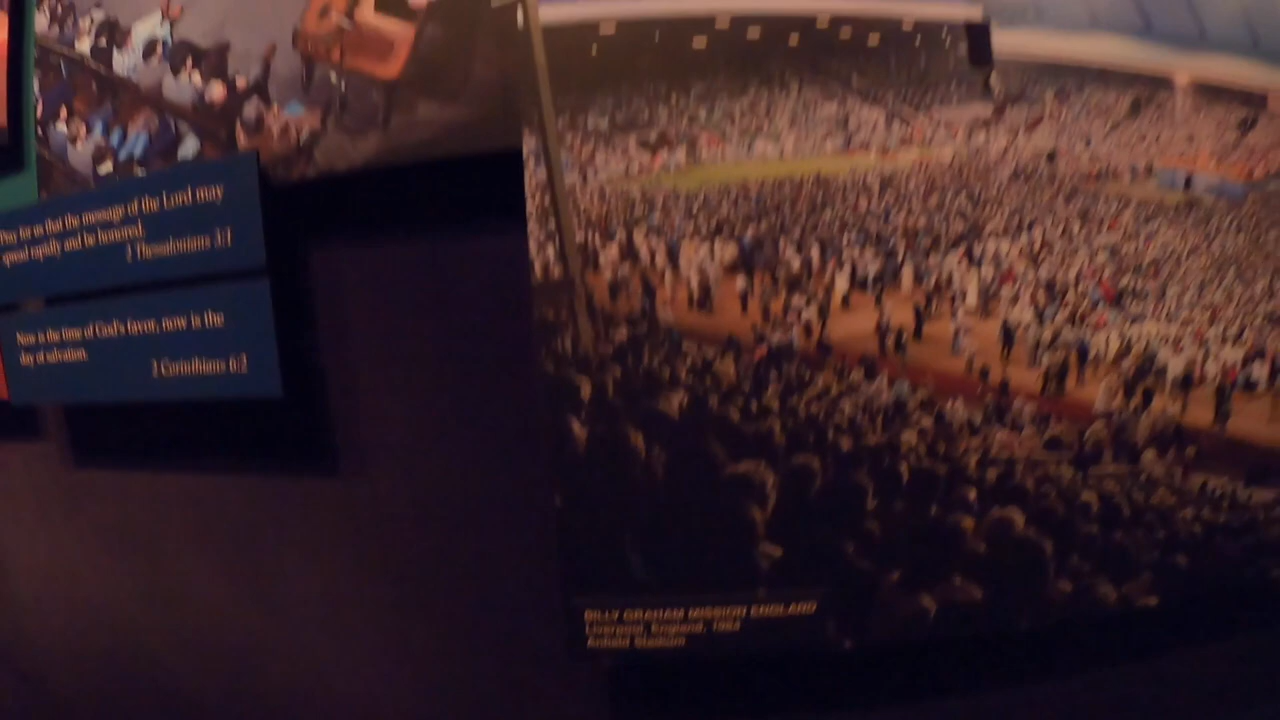 Pray for us that the message of the Lord may
spread rapidly and be honored.
2 Thessalonians 3:1
Now is the time of God's favor, now is the
day of salvation.
2 Corinthians 6:2
BILLY GRAHAM MISSION ENGLAND
Liverpool, England, 1984
Anfield Stadium